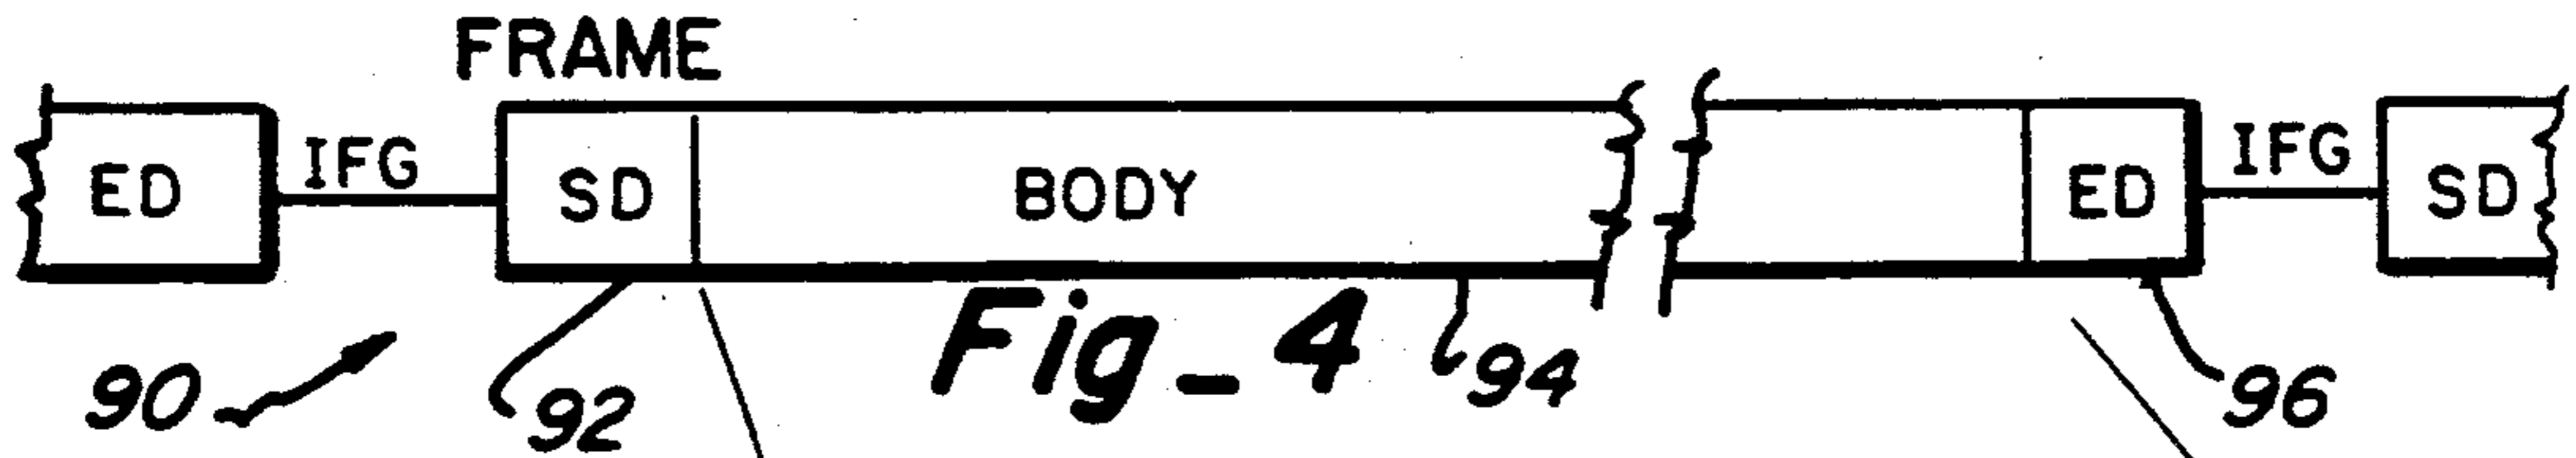 FRAME
ED IFG SD BODY ED IFG SD
90 92 Fig_4 94 96